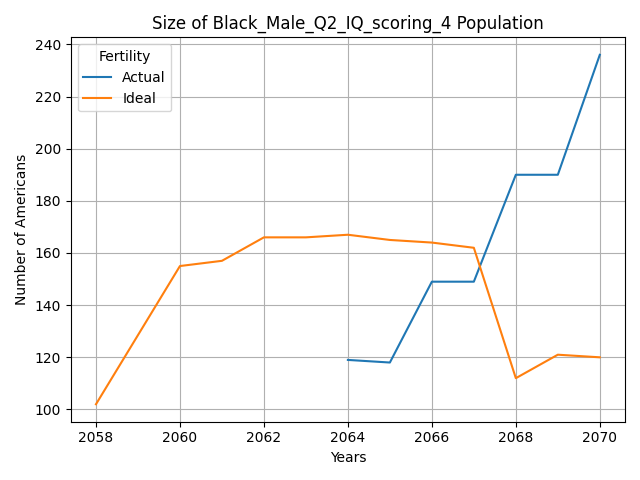 Size of Black_Male_Q2_IQ_scoring_4 Population
Fertility
Actual
Ideal
Number of Americans
240
220
200
180
160
140
120
100
2058
2060
2062
2064
2066
2068
2070
Years